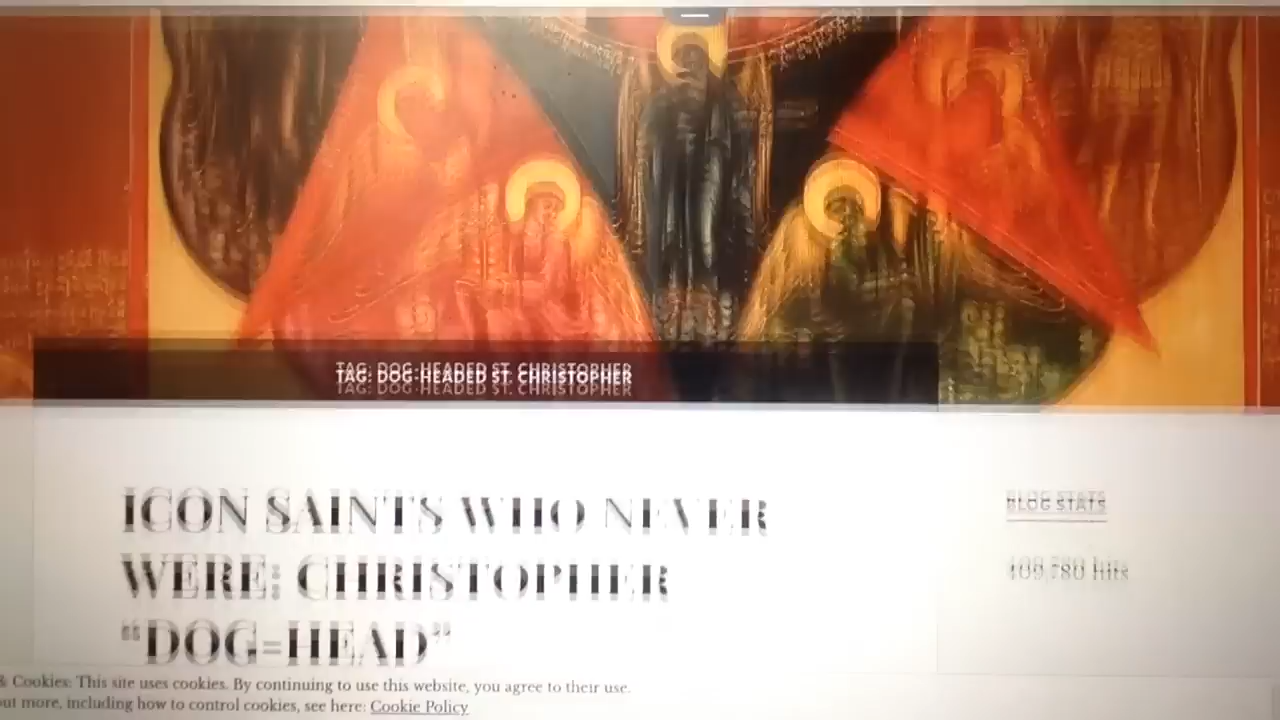 TAG: DOG-HEADED ST. CHRISTOPHER
ICON SAINTS WHO NEVER
WERE: CHRISTOPHER
“DOG-HEAD”
BLOG STATS
409,780 hits
& Cookies: This site uses cookies. By continuing to use this website, you agree to their use.
out more, including how to control cookies, see here: Cookie Policy